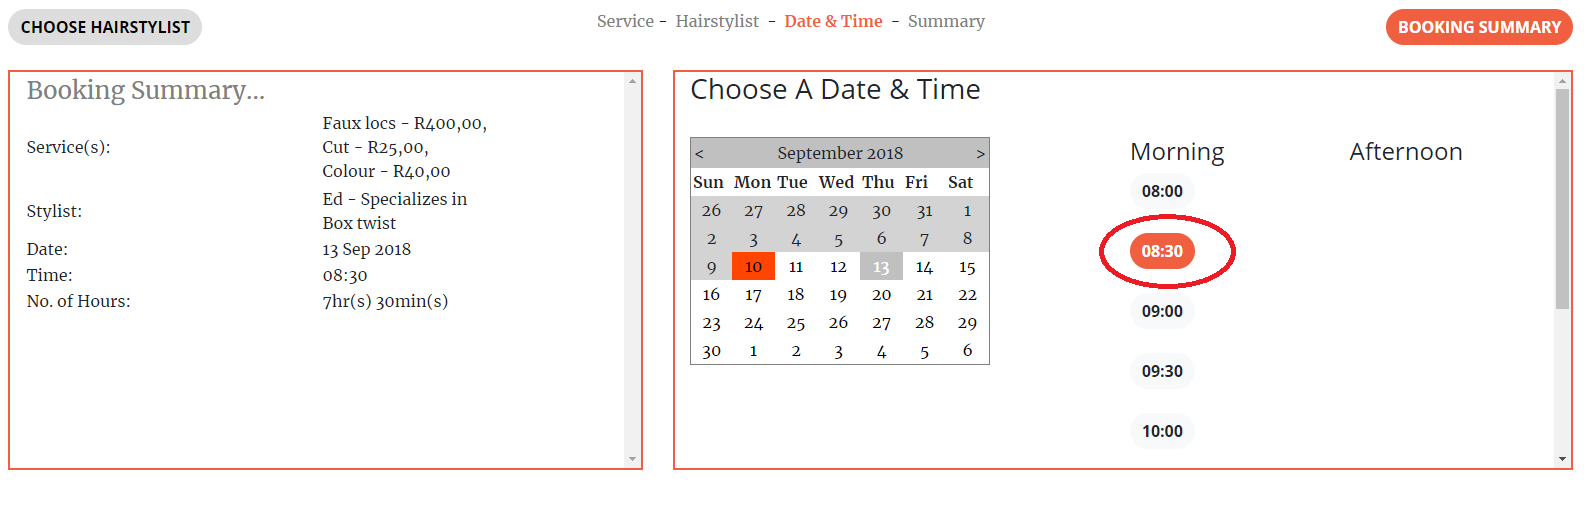 CHOOSE HAIRSTYLIST
Service - Hairstylist - Date & Time - Summary
BOOKING SUMMARY
Booking Summary...
Service(s):
Faux locs - R400,00,
Cut - R25,00,
Colour - R40,00
Stylist:
Ed - Specializes in
Box twist
Date: 13 Sep 2018
Time: 08:30
No. of Hours: 7hr(s) 30min(s)
Choose A Date & Time
< September 2018 >
Sun Mon Tue Wed Thu Fri Sat
26 27 28 29 30 31 1
2 3 4 5 6 7 8
9 10 11 12 13 14 15
16 17 18 19 20 21 22
23 24 25 26 27 28 29
30 1 2 3 4 5 6
Morning
08:00
08:30
09:00
09:30
10:00
Afternoon